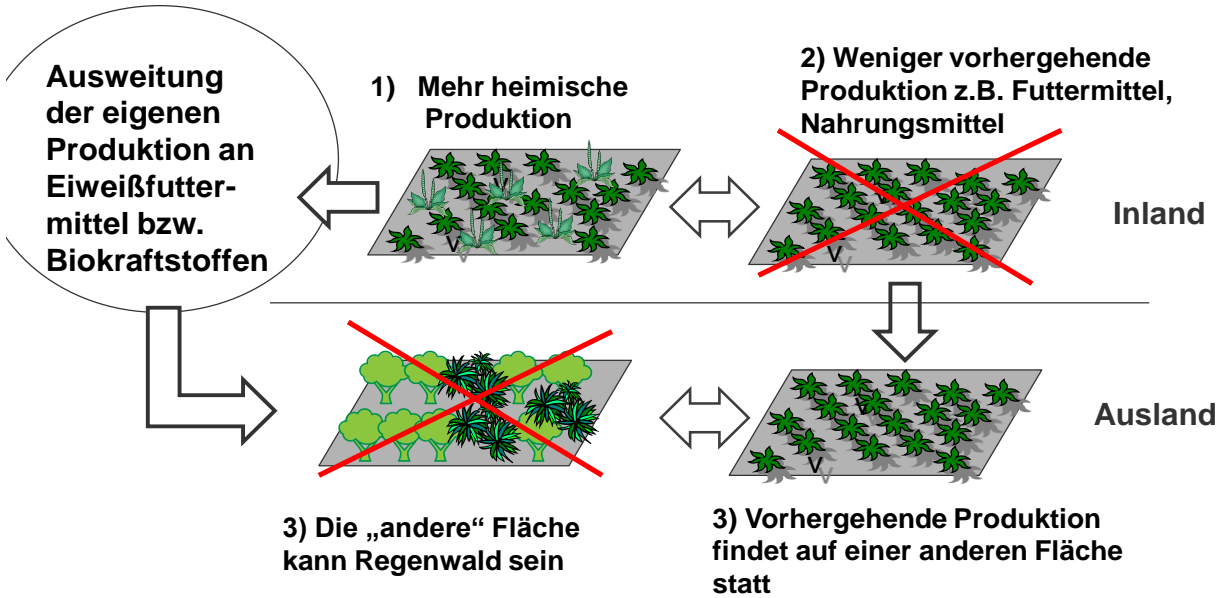 Ausweitung
der eigenen
Produktion an
Eiweißfutter-
mittel bzw.
Biokraftstoffen
1) Mehr heimische
Produktion
2) Weniger vorhergehende
Produktion z.B. Futtermittel,
Nahrungsmittel
V
V
Inland
V
V
Ausland
3) Die „andere“ Fläche
kann Regenwald sein
3) Vorhergehende Produktion
findet auf einer anderen Fläche
statt